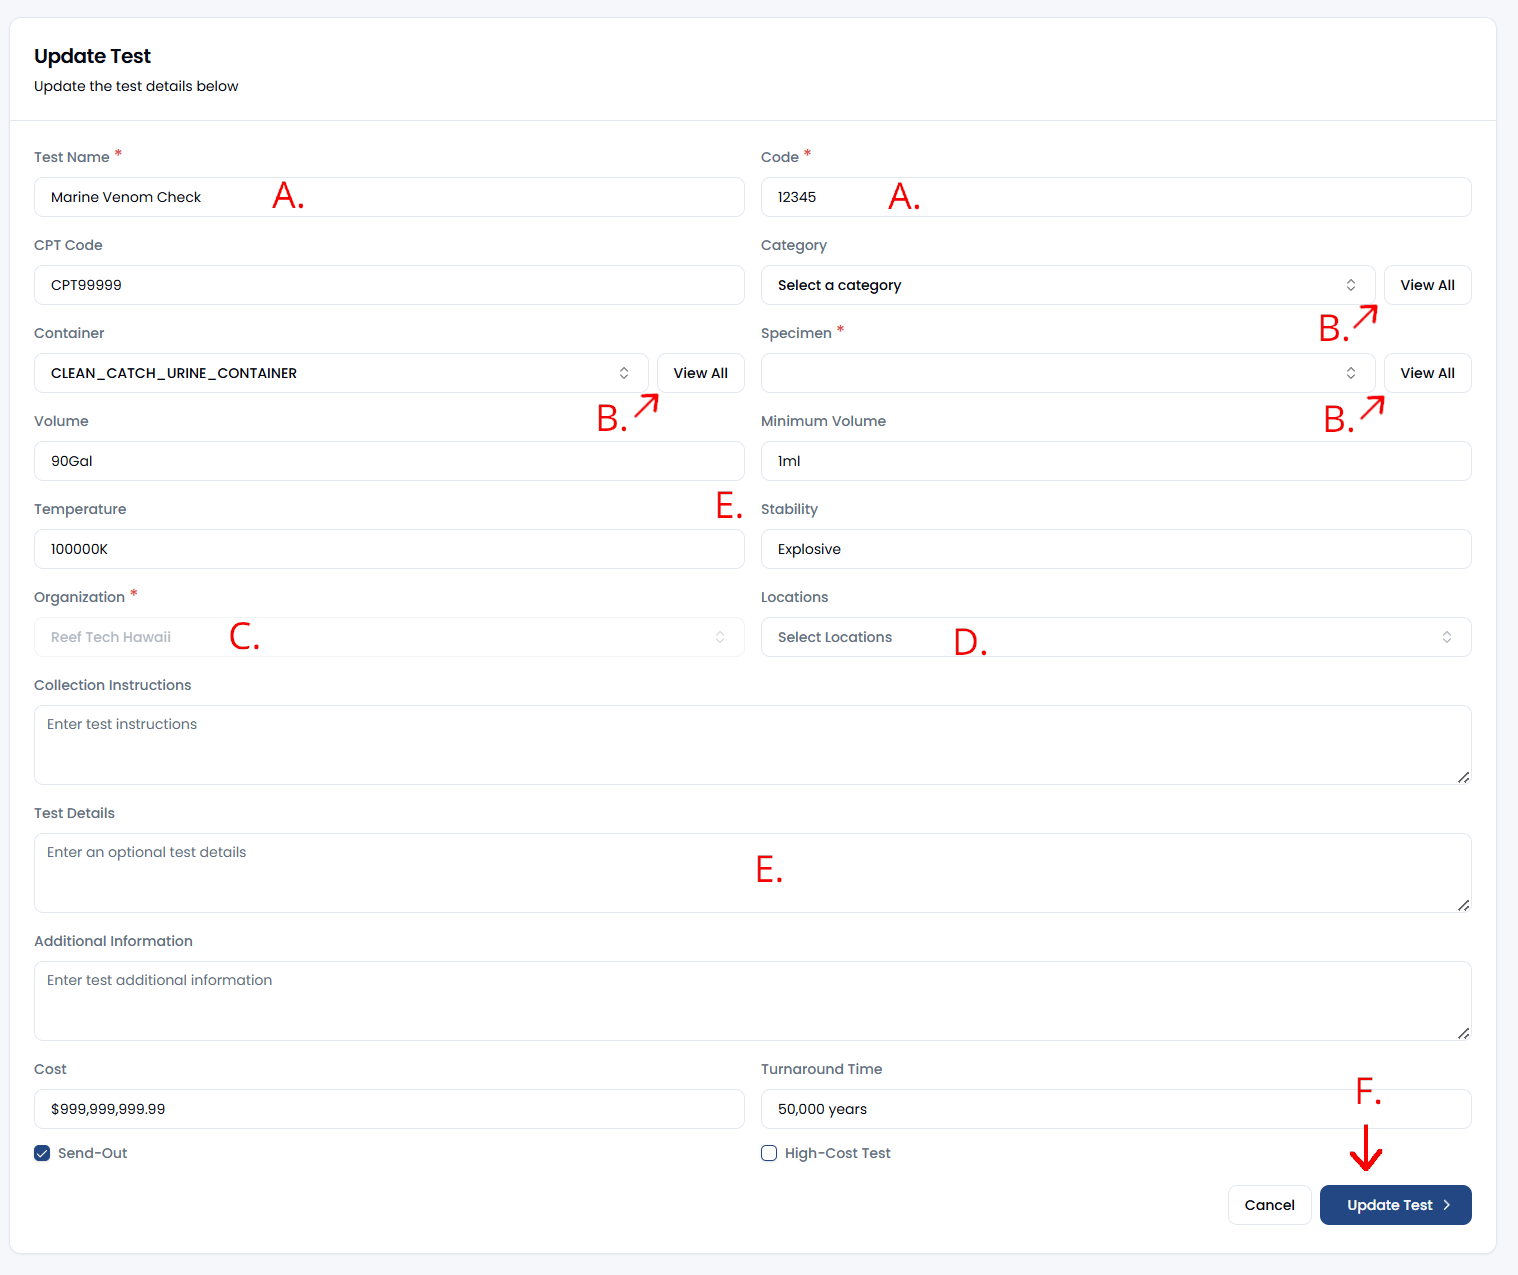 Update Test
Update the test details below
Test Name *
Code *
Marine Venom Check A.
12345 A.
CPT Code
Category
CPT99999
Select a category
View All
B.
Container
Specimen *
CLEAN_CATCH_URINE_CONTAINER
View All
View All
B.
B.
Volume
Minimum Volume
90Gal
1ml
E.
Temperature
Stability
100000K
Explosive
Organization *
Locations
Reef Tech Hawaii C.
Select Locations D.
Collection Instructions
Enter test instructions
Test Details
Enter an optional test details
E.
Additional Information
Enter test additional information
Cost
Turnaround Time
F.
$999,999,999.99
50,000 years
Send-Out
High-Cost Test
Cancel
Update Test